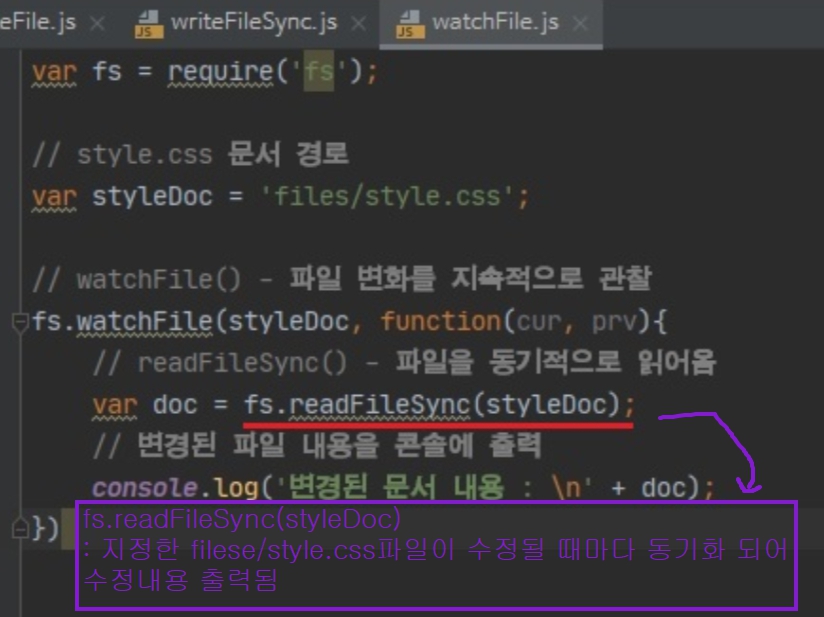 eFile.js × JS writeFileSync.js × JS watchFile.js ×
var fs = require('fs');
// style.css 문서 경로
var styleDoc = 'files/style.css';
// watchFile() - 파일 변화를 지속적으로 관찰
fs.watchFile(styleDoc, function(cur, prv){
// readFileSync() - 파일을 동기적으로 읽어옴
var doc = fs.readFileSync(styleDoc);
// 변경된 파일 내용을 콘솔에 출력
console.log('변경된 문서 내용 : \n' + doc);
})
fs.readFileSync(styleDoc)
: 지정한 filese/style.css파일이 수정될 때마다 동기화 되어
수정내용 출력됨